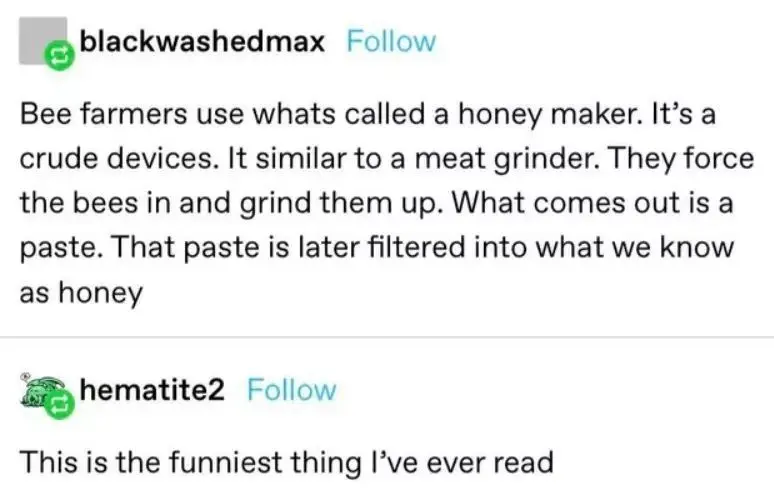 blackwashedmax Follow
Bee farmers use whats called a honey maker. It's a
crude devices. It similar to a meat grinder. They force
the bees in and grind them up. What comes out is a
paste. That paste is later filtered into what we know
as honey
hematite2 Follow
This is the funniest thing I've ever read